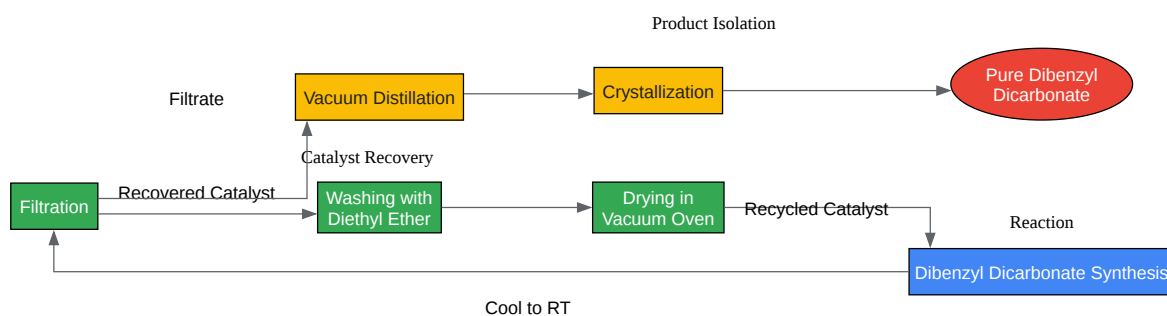 Product Isolation
Pure Dibenzyl
Dicarbonate
Vacuum Distillation
Crystallization
Filtrate
Catalyst Recovery
Filtration
Recovered Catalyst
Washing with
Diethyl Ether
Drying in
Vacuum Oven
Recycled Catalyst
Reaction
Dibenzyl Dicarbonate Synthesis
Cool to RT